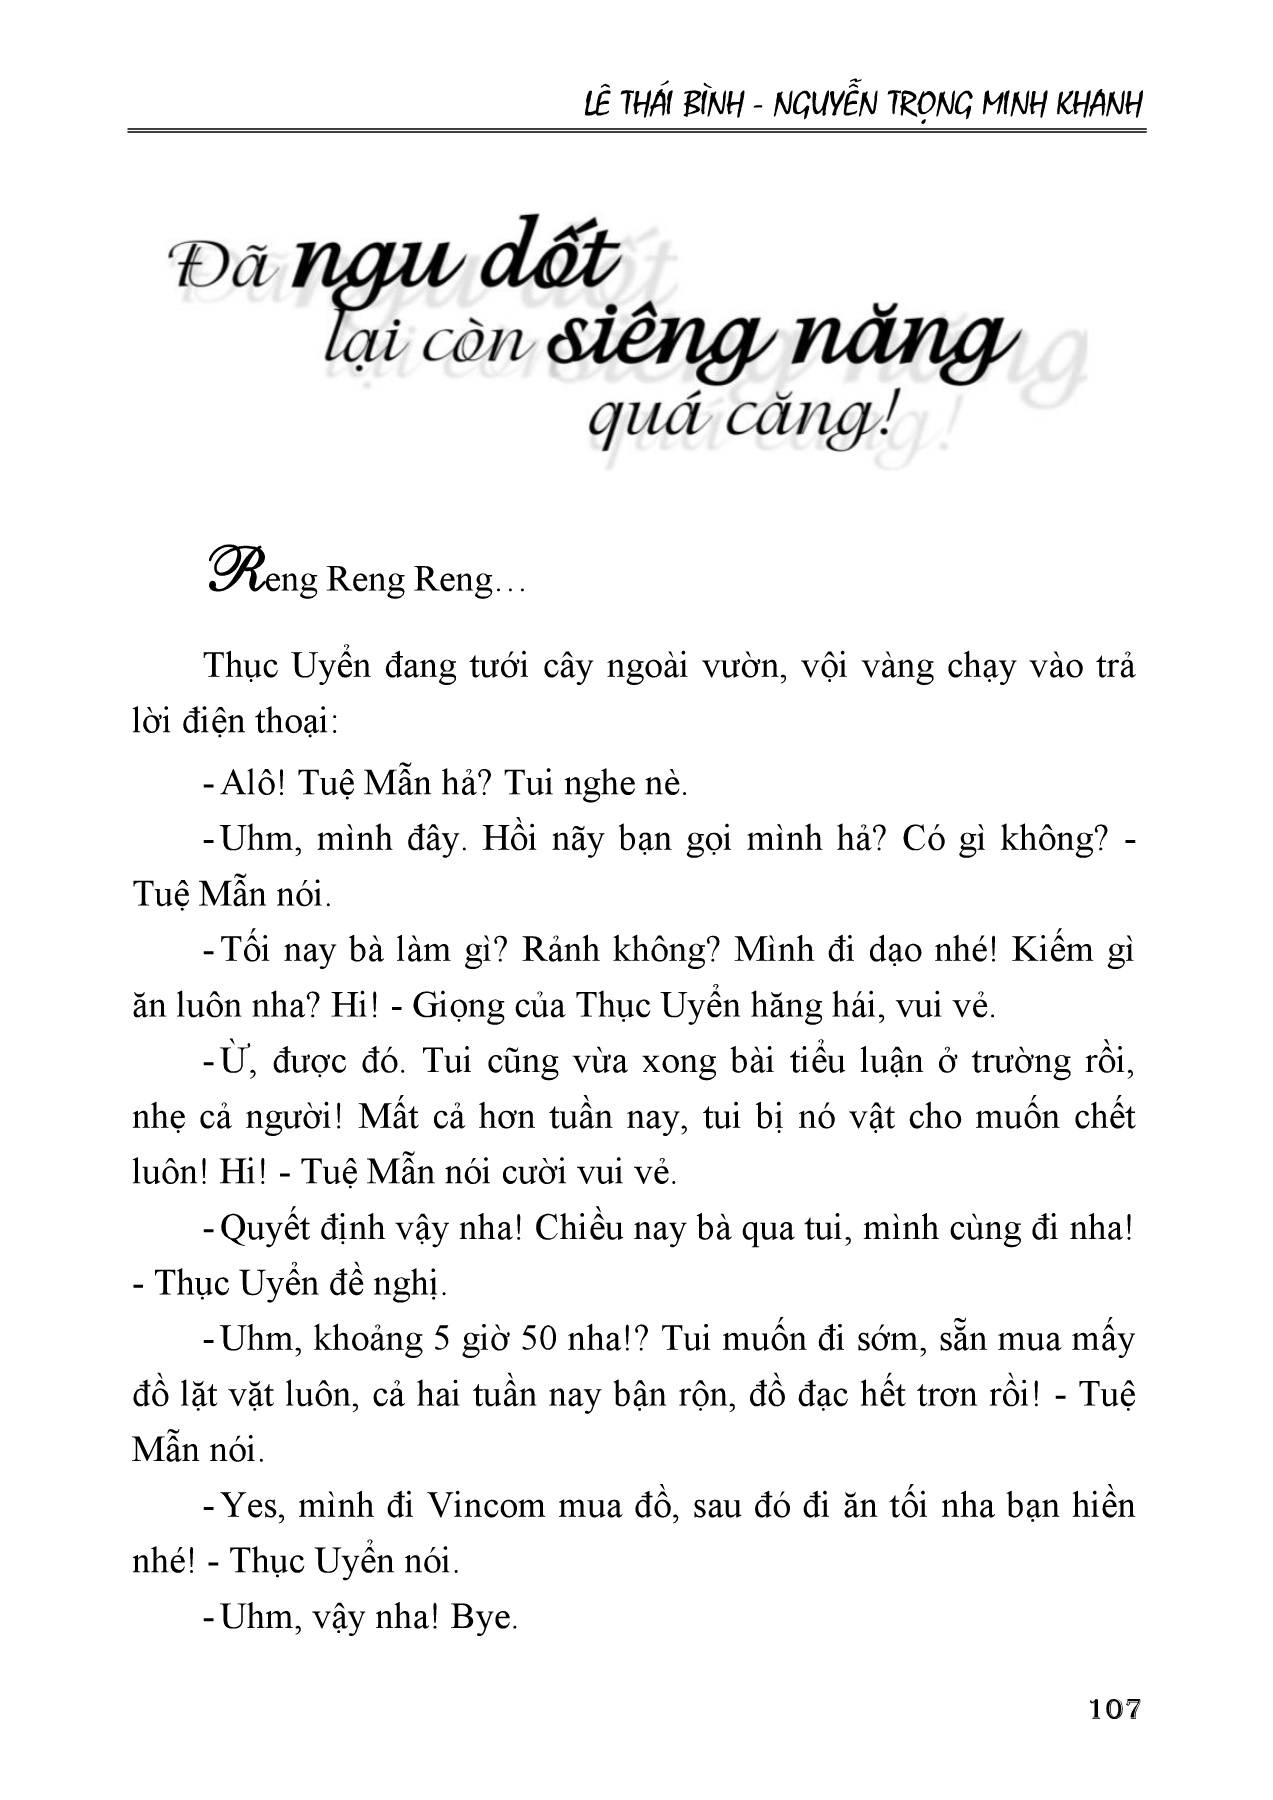 LÊ THÁI BÌNH - NGUYỄN TRỌNG MINH KHANH
Đã ngu dốt
lại còn siêng năng
quá căng!
Reng Reng Reng…
Thục Uyển đang tưới cây ngoài vườn, vội vàng chạy vào trả
lời điện thoại:
- Alô! Tuệ Mẫn hả? Tui nghe nè.
- Uhm, mình đây. Hồi nãy bạn gọi mình hả? Có gì không? -
Tuệ Mẫn nói.
- Tối nay bà làm gì? Rảnh không? Mình đi dạo nhé! Kiếm gì
ăn luôn nha? Hi! - Giọng của Thục Uyển hăng hái, vui vẻ.
- Ừ, được đó. Tui cũng vừa xong bài tiểu luận ở trường rồi,
nhẹ cả người! Mất cả hơn tuần nay, tui bị nó vật cho muốn chết
luôn! Hi! - Tuệ Mẫn nói cười vui vẻ.
- Quyết định vậy nha! Chiều nay bà qua tui, mình cùng đi nha!
- Thục Uyển đề nghị.
- Uhm, khoảng 5 giờ 50 nha!? Tui muốn đi sớm, sẵn mua mấy
đồ lặt vặt luôn, cả hai tuần nay bận rộn, đồ đạc hết trơn rồi! - Tuệ
Mẫn nói.
- Yes, mình đi Vincom mua đồ, sau đó đi ăn tối nha bạn hiền
nhé! - Thục Uyển nói.
- Uhm, vậy nha! Bye.
107